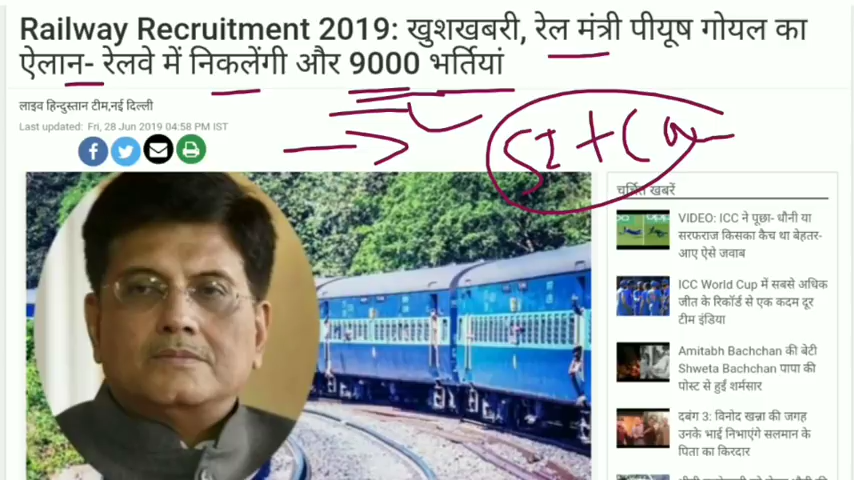 Railway Recruitment 2019: खुशखबरी, रेल मंत्री पीयूष गोयल का
ऐलान- रेलवे में निकलेंगी और 9000 भर्तियां
लाइव हिन्दुस्तान टीम,नई दिल्ली
Last updated: Fri, 28 Jun 2019 04:58 PM IST
SI + Con
चर्चित खबरें
VIDEO: ICC ने पूछा- धौनी या
सरफराज किसका कैच था बेहतर-
आए ऐसे जवाब
ICC World Cup में सबसे अधिक
जीत के रिकॉर्ड से एक कदम दूर
टीम इंडिया
Amitabh Bachchan की बेटी
Shweta Bachchan पापा की
पोस्ट से हुईं शर्मसार
दबंग 3: विनोद खन्ना की जगह
उनके भाई निभाएंगे सलमान के
पिता का किरदार